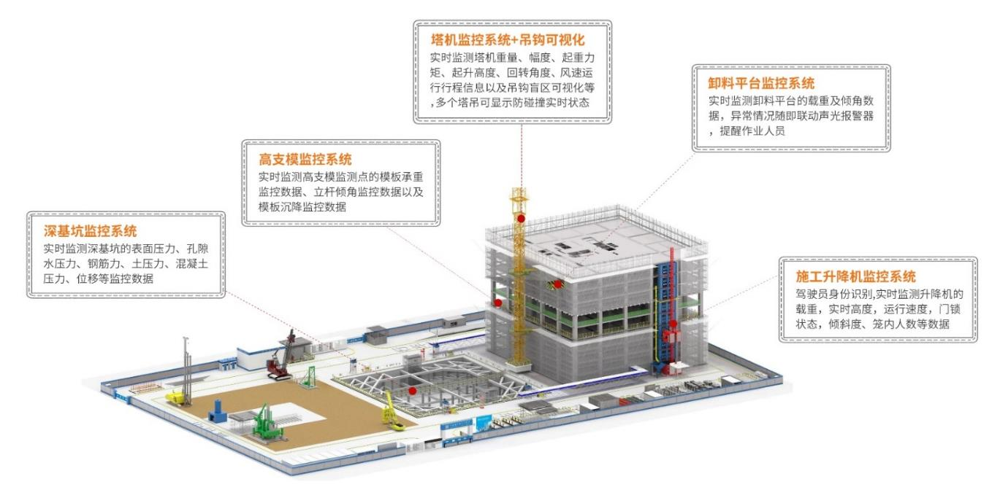 塔机监控系统+吊钩可视化
实时监测塔机重量、幅度、起重力
矩、起升高度、回转角度、风速运
行行程信息以及吊钩盲区可视化等
,多个塔吊可显示防碰撞实时状态
卸料平台监控系统
实时监测卸料平台的载重及倾角数
据，异常情况随即联动声光报警器
，提醒作业人员
高支模监控系统
实时监测高支模监测点的模板承重
监控数据、立杆倾角监控数据以及
模板沉降监控数据
深基坑监控系统
实时监测深基坑的表面压力、孔隙
水压力、钢筋力、土压力、混凝土
压力、位移等监控数据
施工升降机监控系统
驾驶员身份识别,实时监测升降机的
载重，实时高度，运行速度，门锁
状态，倾斜度、笼内人数等数据